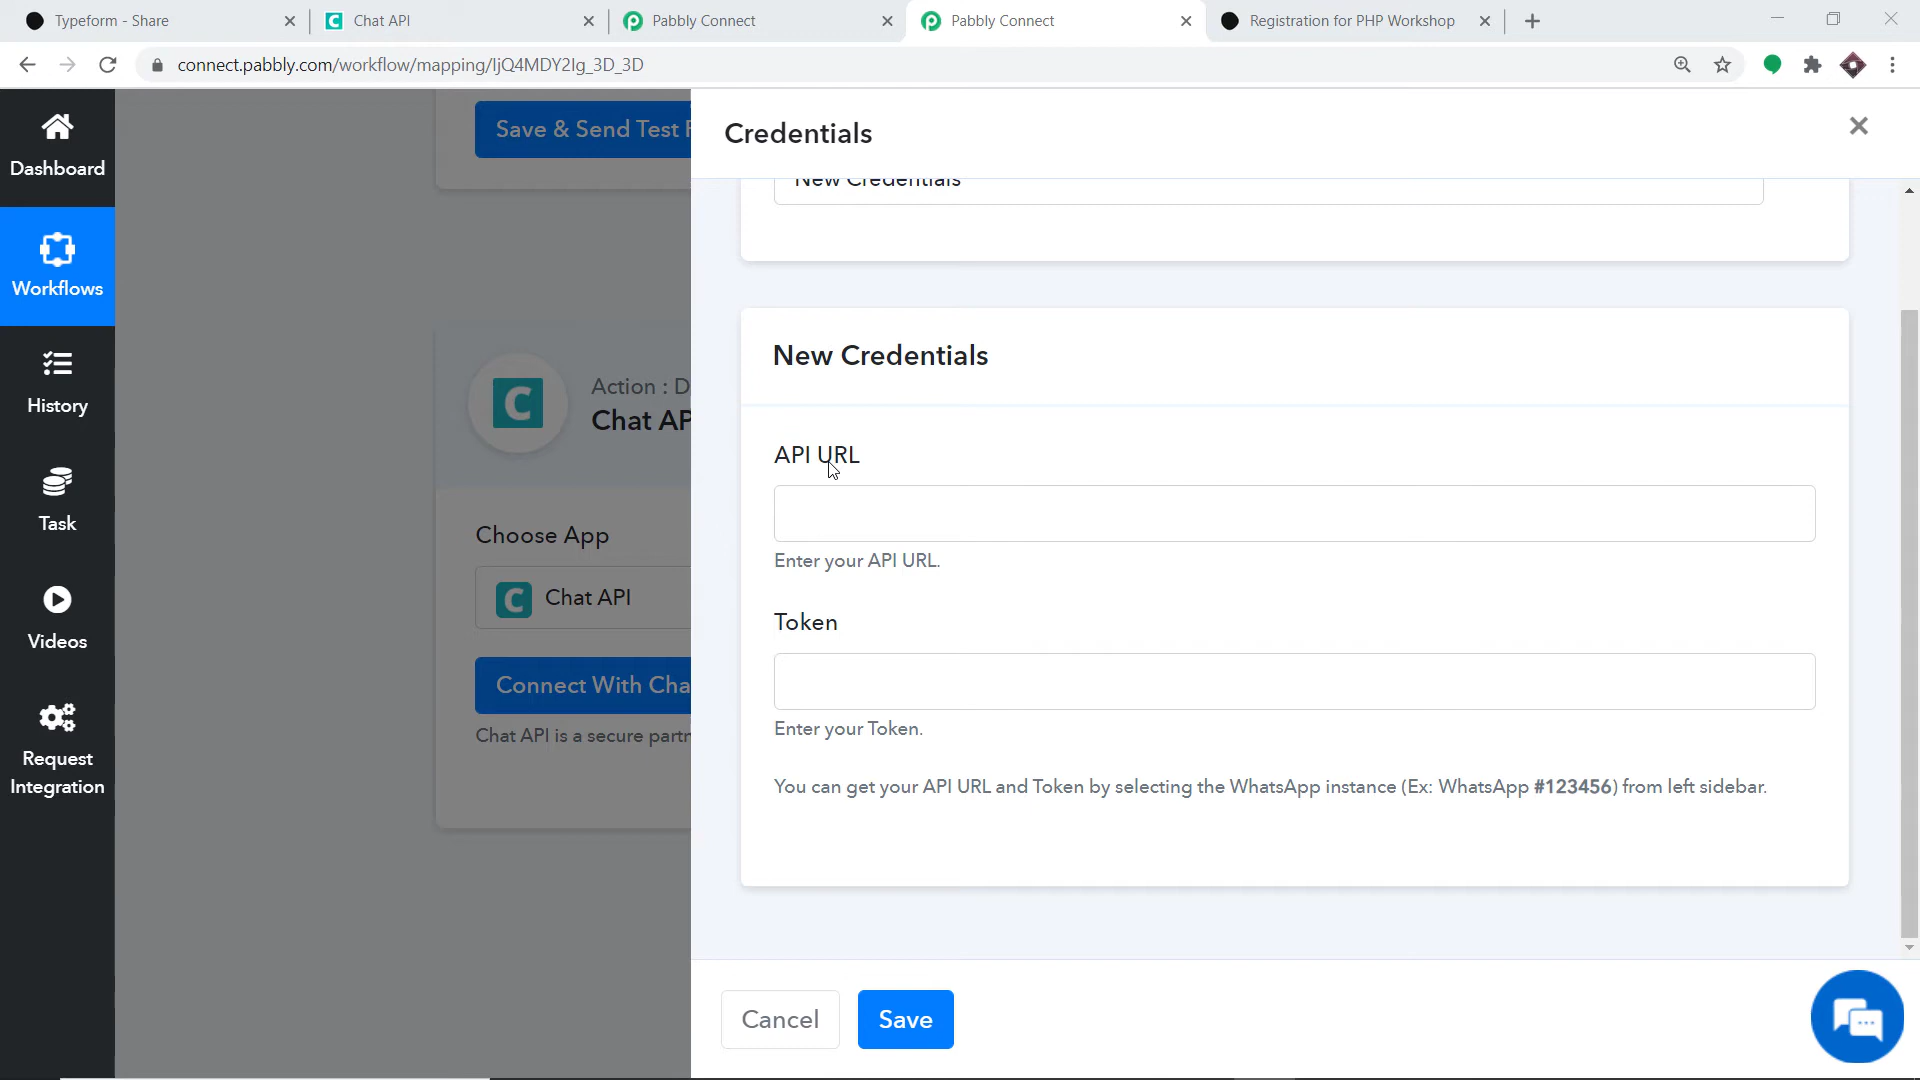 Typeform - Share
Chat API
Pabbly Connect
Pabbly Connect
Registration for PHP Workshop
connect.pabbly.com/workflow/mapping/IjQ4MDY2Ig_3D_3D
Dashboard
Workflows
History
Task
Videos
Request
Integration
Save & Send Test
Action :
Chat API
Choose App
Chat API
Connect With
Chat API is a secure
Credentials
New Credentials
New Credentials
API URL
Enter your API URL.
Token
Enter your Token.
You can get your API URL and Token by selecting the WhatsApp instance (Ex: WhatsApp #123456) from left sidebar.
Cancel
Save